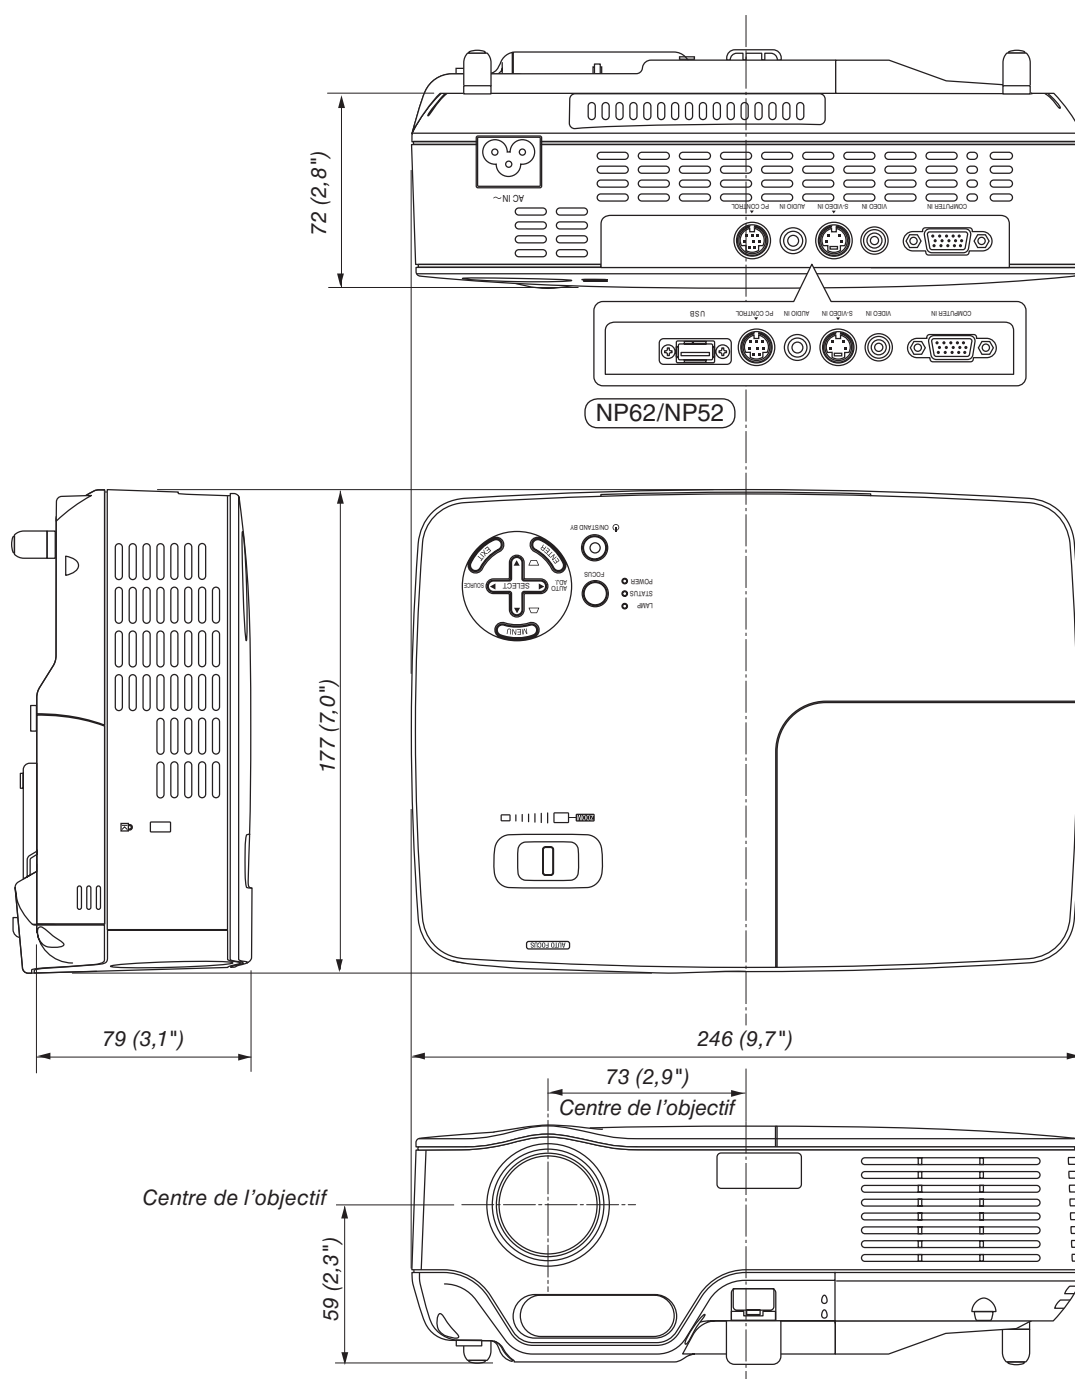 72 (2,8")
AC IN ～
PC CONTROL AUDIO IN S-VIDEO IN VIDEO IN COMPUTER IN
USB PC CONTROL AUDIO IN S-VIDEO IN VIDEO IN COMPUTER IN
NP62/NP52
ON/STAND BY
EXIT
ENTER
FOCUS
SOURCE
SELECT
AUTO
ADJ.
POWER
STATUS
LAMP
MENU
177 (7,0")
ZOOM
AUTO FOCUS
79 (3,1")
246 (9,7")
73 (2,9")
Centre de l'objectif
Centre de l'objectif
59 (2,3")